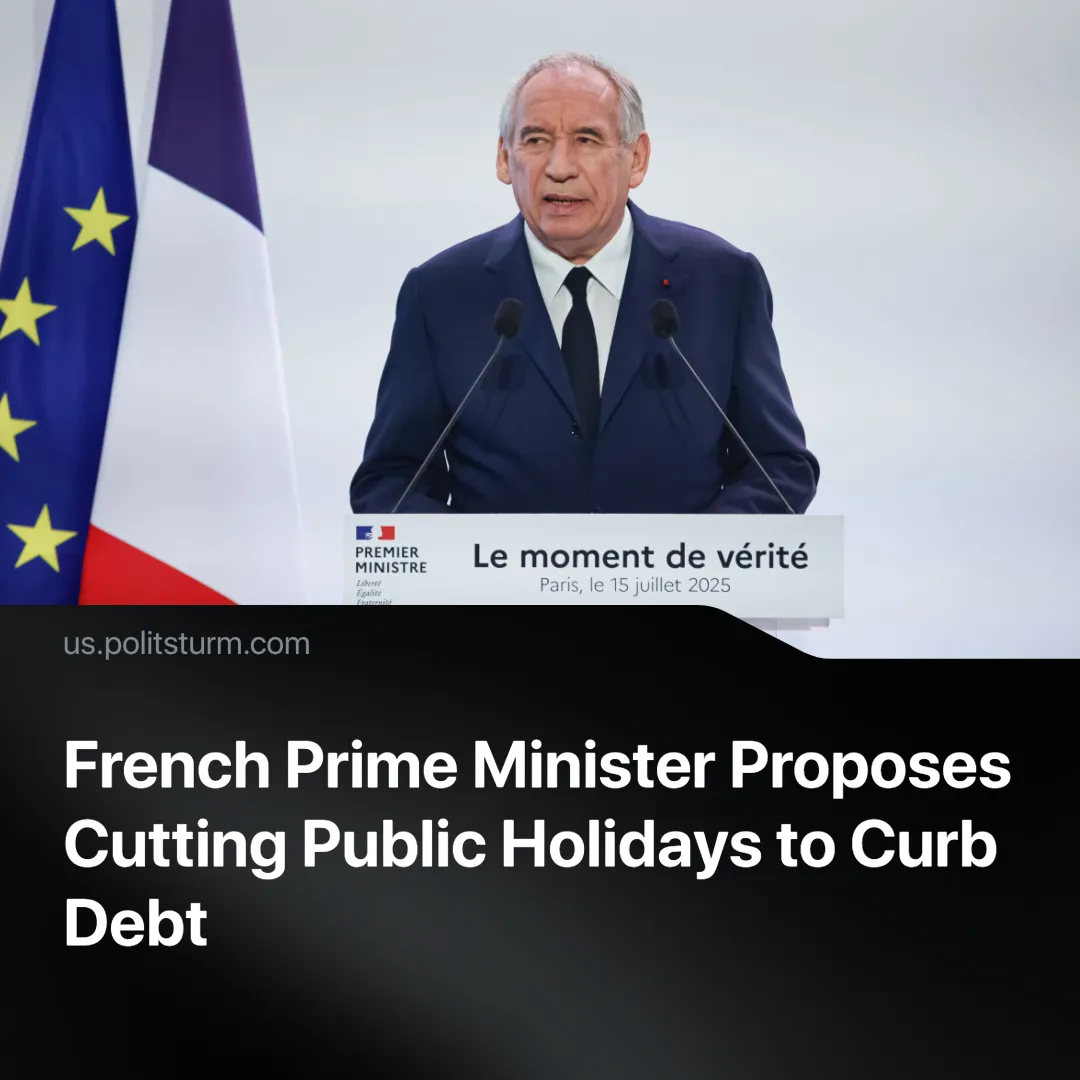 PREMIER
MINISTRE
Liberté
Égalité
Fraternité
Le moment de vérité
Paris, le 15 juillet 2025
us.politsturm.com
French Prime Minister Proposes
Cutting Public Holidays to Curb
Debt